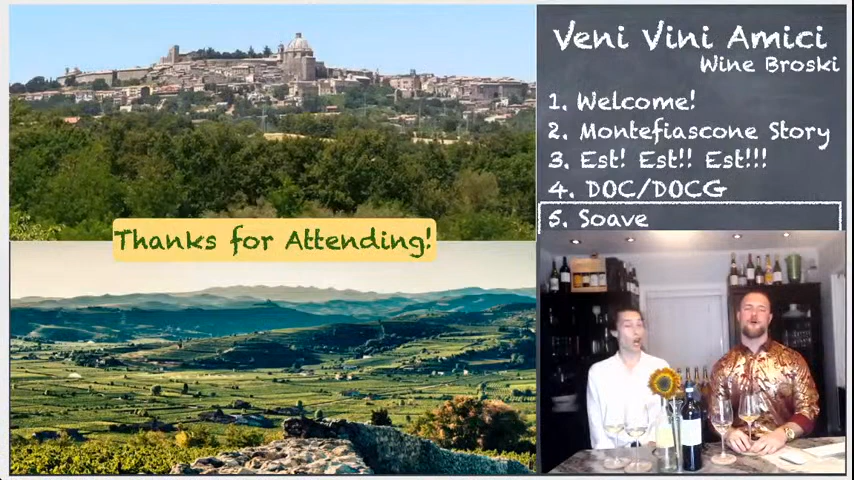 Veni Vini Amici
Wine Broski
1. Welcome!
2. Montefiascone Story
3. Est! Est!! Est!!!
4. DOC/DOCG
5. Soave
Thanks for Attending!